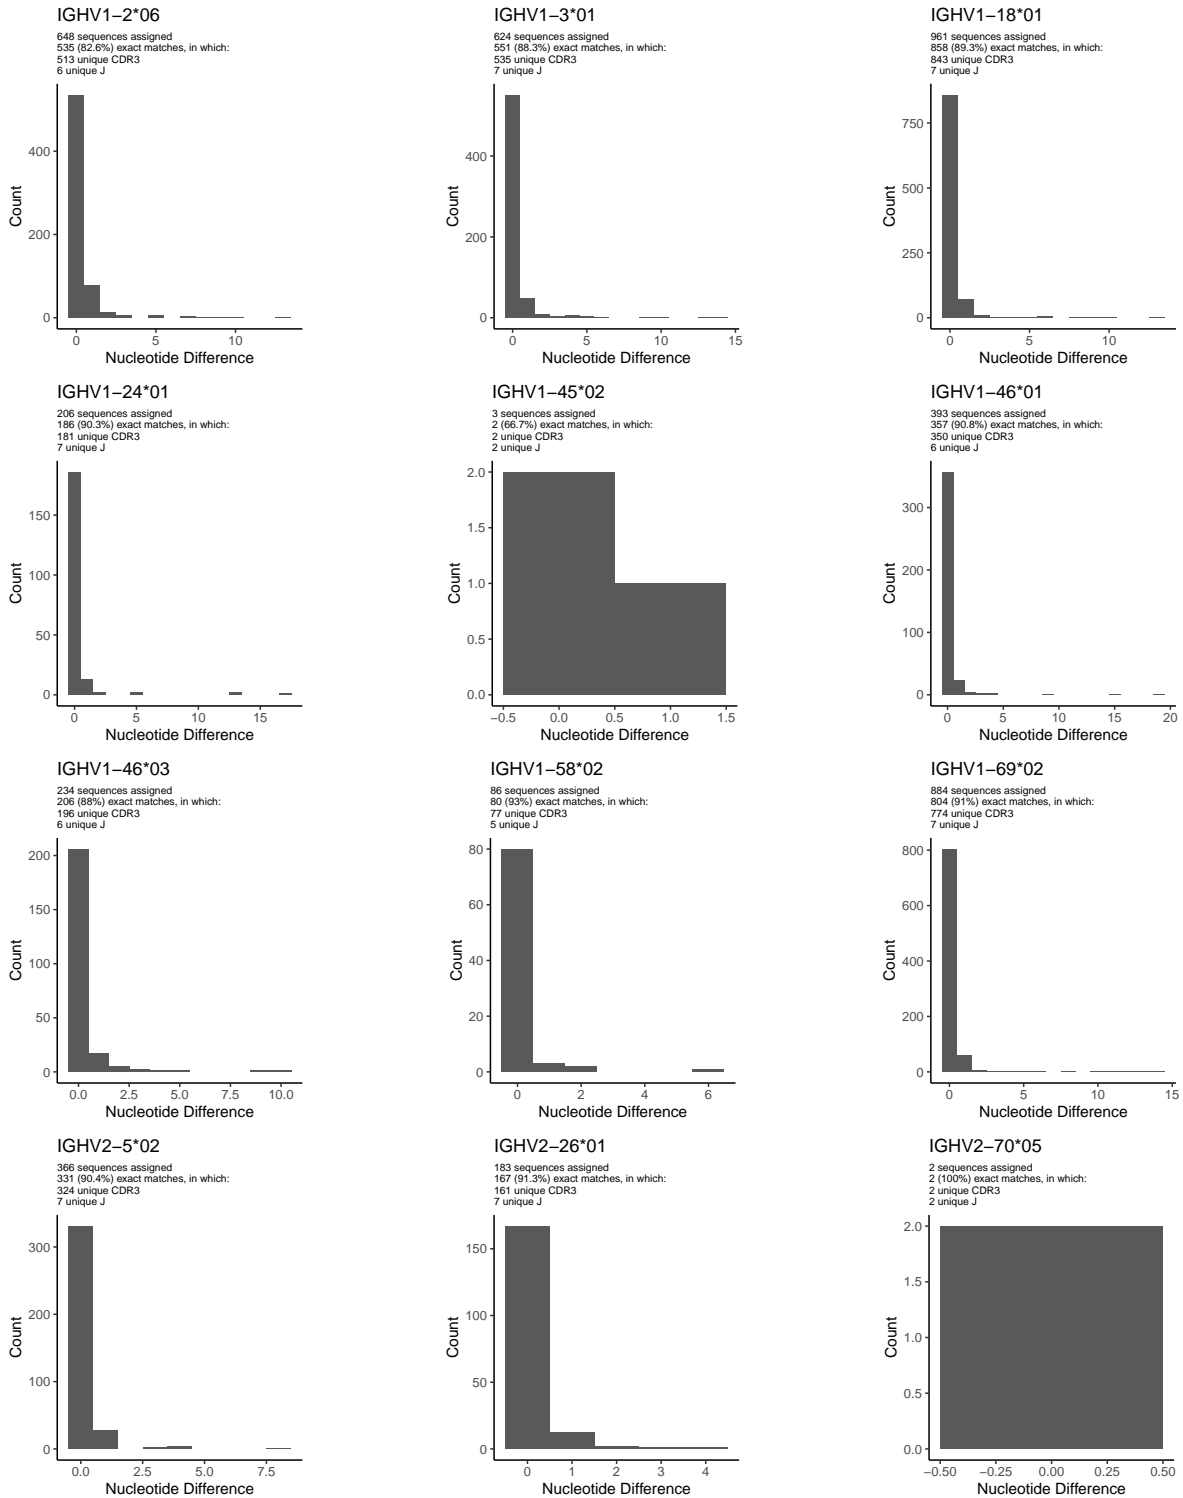 IGHV1−2*06
648 sequences assigned
535 (82.6%) exact matches, in which:
513 unique CDR3
6 unique J
400
200
0
Count
0 5 10
Nucleotide Difference
IGHV1−3*01
624 sequences assigned
551 (88.3%) exact matches, in which:
535 unique CDR3
7 unique J
400
200
0
Count
0 5 10 15
Nucleotide Difference
IGHV1−18*01
961 sequences assigned
858 (89.3%) exact matches, in which:
843 unique CDR3
7 unique J
750
500
250
0
Count
0 5 10
Nucleotide Difference
IGHV1−24*01
206 sequences assigned
186 (90.3%) exact matches, in which:
181 unique CDR3
7 unique J
150
100
50
0
Count
0 5 10 15
Nucleotide Difference
IGHV1−45*02
3 sequences assigned
2 (66.7%) exact matches, in which:
2 unique CDR3
2 unique J
2.0
1.5
1.0
0.5
0.0
Count
−0.5 0.0 0.5 1.0 1.5
Nucleotide Difference
IGHV1−46*01
393 sequences assigned
357 (90.8%) exact matches, in which:
350 unique CDR3
6 unique J
300
200
100
0
Count
0 5 10 15 20
Nucleotide Difference
IGHV1−46*03
234 sequences assigned
206 (88%) exact matches, in which:
196 unique CDR3
6 unique J
200
150
100
50
0
Count
0.0 2.5 5.0 7.5 10.0
Nucleotide Difference
IGHV1−58*02
86 sequences assigned
80 (93%) exact matches, in which:
77 unique CDR3
5 unique J
80
60
40
20
0
Count
0 2 4 6
Nucleotide Difference
IGHV1−69*02
884 sequences assigned
804 (91%) exact matches, in which:
774 unique CDR3
7 unique J
800
600
400
200
0
Count
0 5 10 15
Nucleotide Difference
IGHV2−5*02
366 sequences assigned
331 (90.4%) exact matches, in which:
324 unique CDR3
7 unique J
300
200
100
0
Count
0.0 2.5 5.0 7.5
Nucleotide Difference
IGHV2−26*01
183 sequences assigned
167 (91.3%) exact matches, in which:
161 unique CDR3
7 unique J
150
100
50
0
Count
0 1 2 3 4
Nucleotide Difference
IGHV2−70*05
2 sequences assigned
2 (100%) exact matches, in which:
2 unique CDR3
2 unique J
2.0
1.5
1.0
0.5
0.0
Count
−0.50 −0.25 0.00 0.25 0.50
Nucleotide Difference